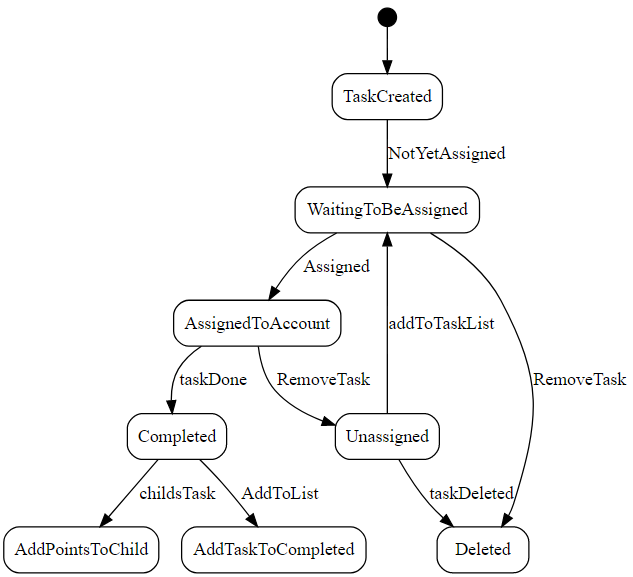 TaskCreated
NotYetAssigned
WaitingToBeAssigned
Assigned
AssignedToAccount
addToTaskList
taskDone
RemoveTask
RemoveTask
Completed
Unassigned
childsTask
AddToList
taskDeleted
AddPointsToChild
AddTaskToCompleted
Deleted